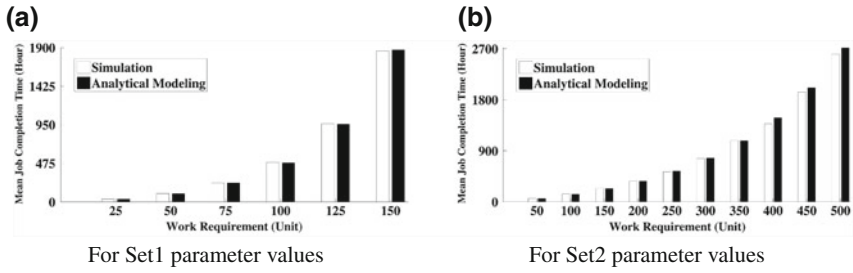 (a)
Mean Job Completion Time (Hour)
1900
1425
950
475
0
Simulation
Analytical Modeling
25 50 75 100 125 150
Work Requirement (Unit)
For Set1 parameter values
(b)
Mean Job Completion Time (Hour)
2700
1800
900
0
Simulation
Analytical Modeling
50 100 150 200 250 300 350 400 450 500
Work Requirement (Unit)
For Set2 parameter values